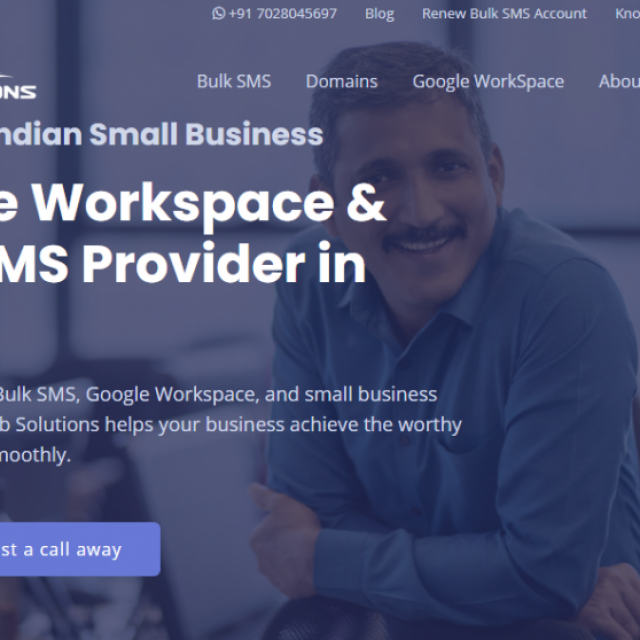 +91 7028045697 Blog Renew Bulk SMS Account Kno
Bulk SMS Domains Google WorkSpace Abou
ONS
ndian Small Business
e Workspace &
MS Provider in
Bulk SMS, Google Workspace, and small business
b Solutions helps your business achieve the worthy
moothly.
st a call away